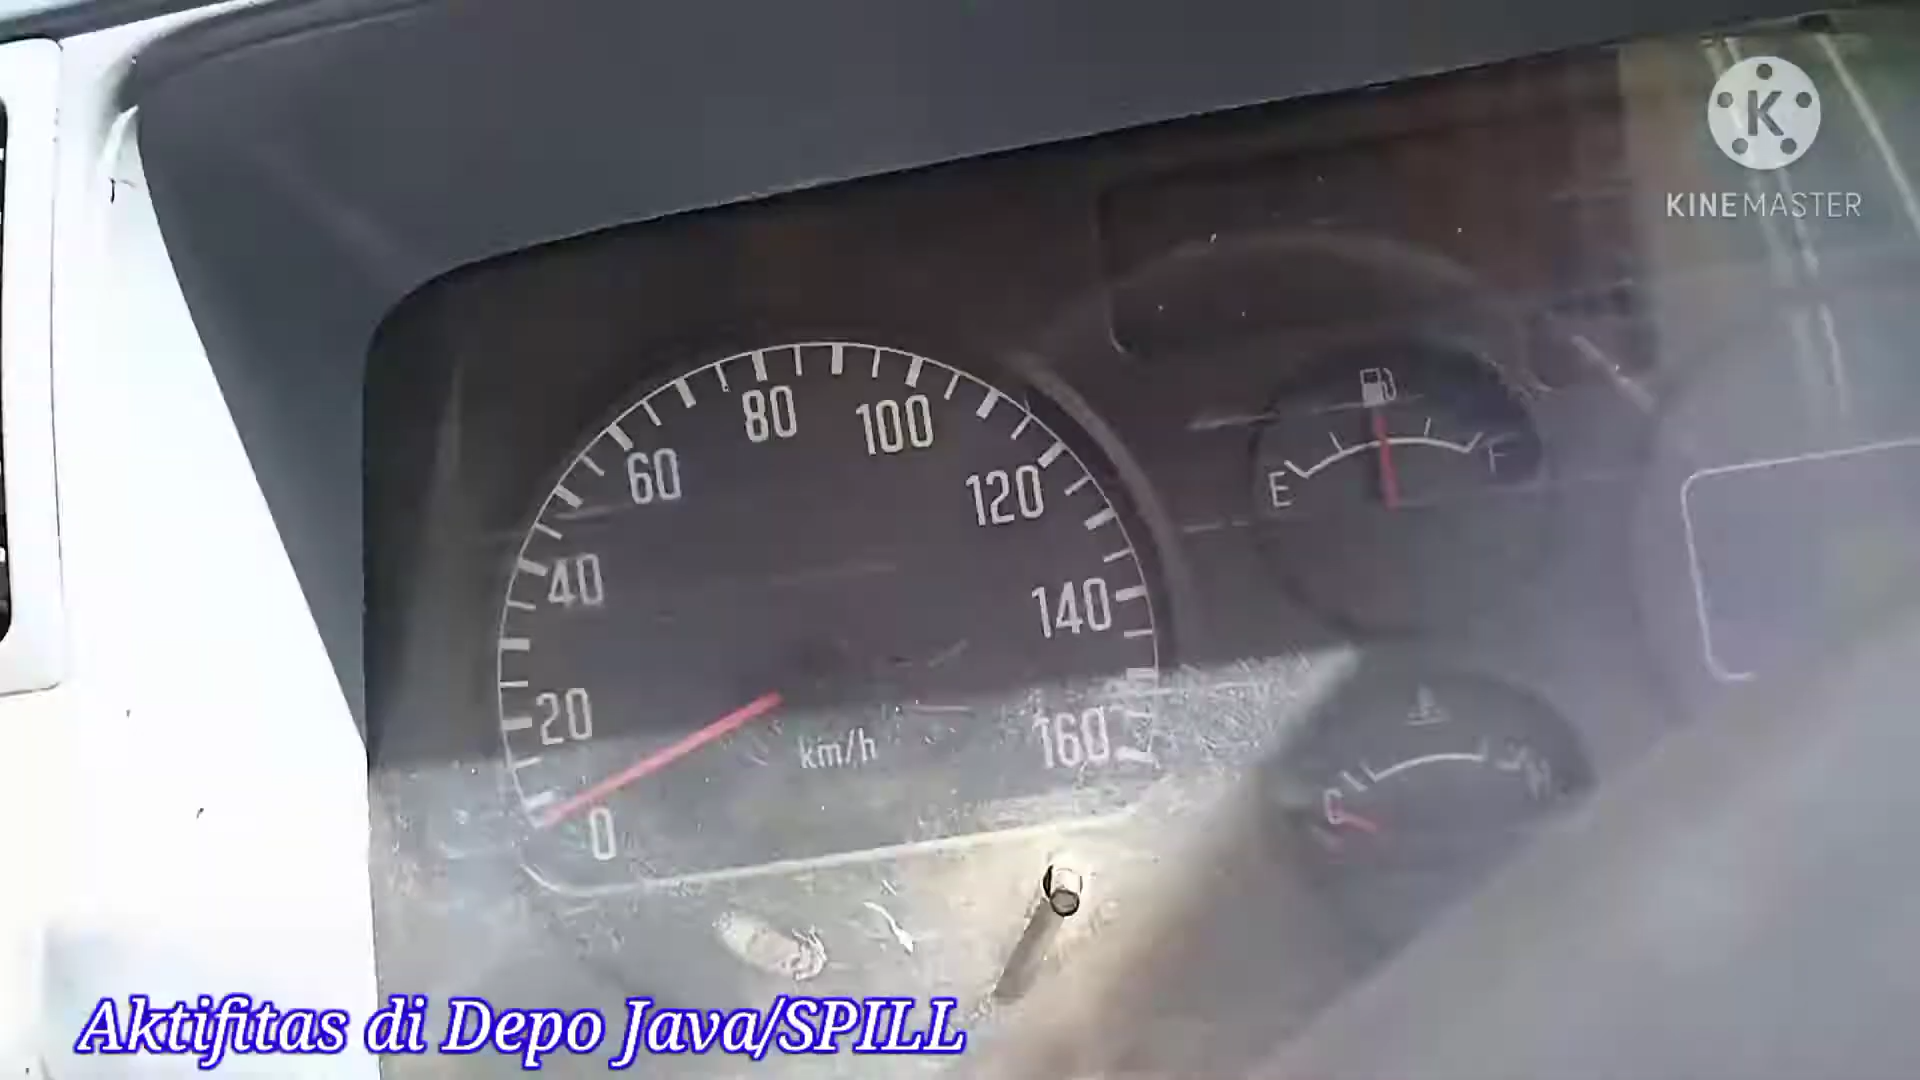 K
KINEMASTER
80
100
60
120
40
140
20
160
km/h
0
E
F
C
H
Aktifitas di Depo Java/SPILL